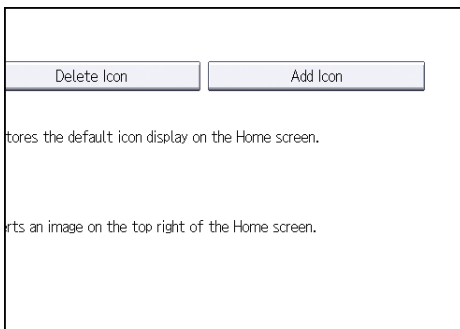 Delete Icon
Add Icon
tores the default icon display on the Home screen.
rts an image on the top right of the Home screen.